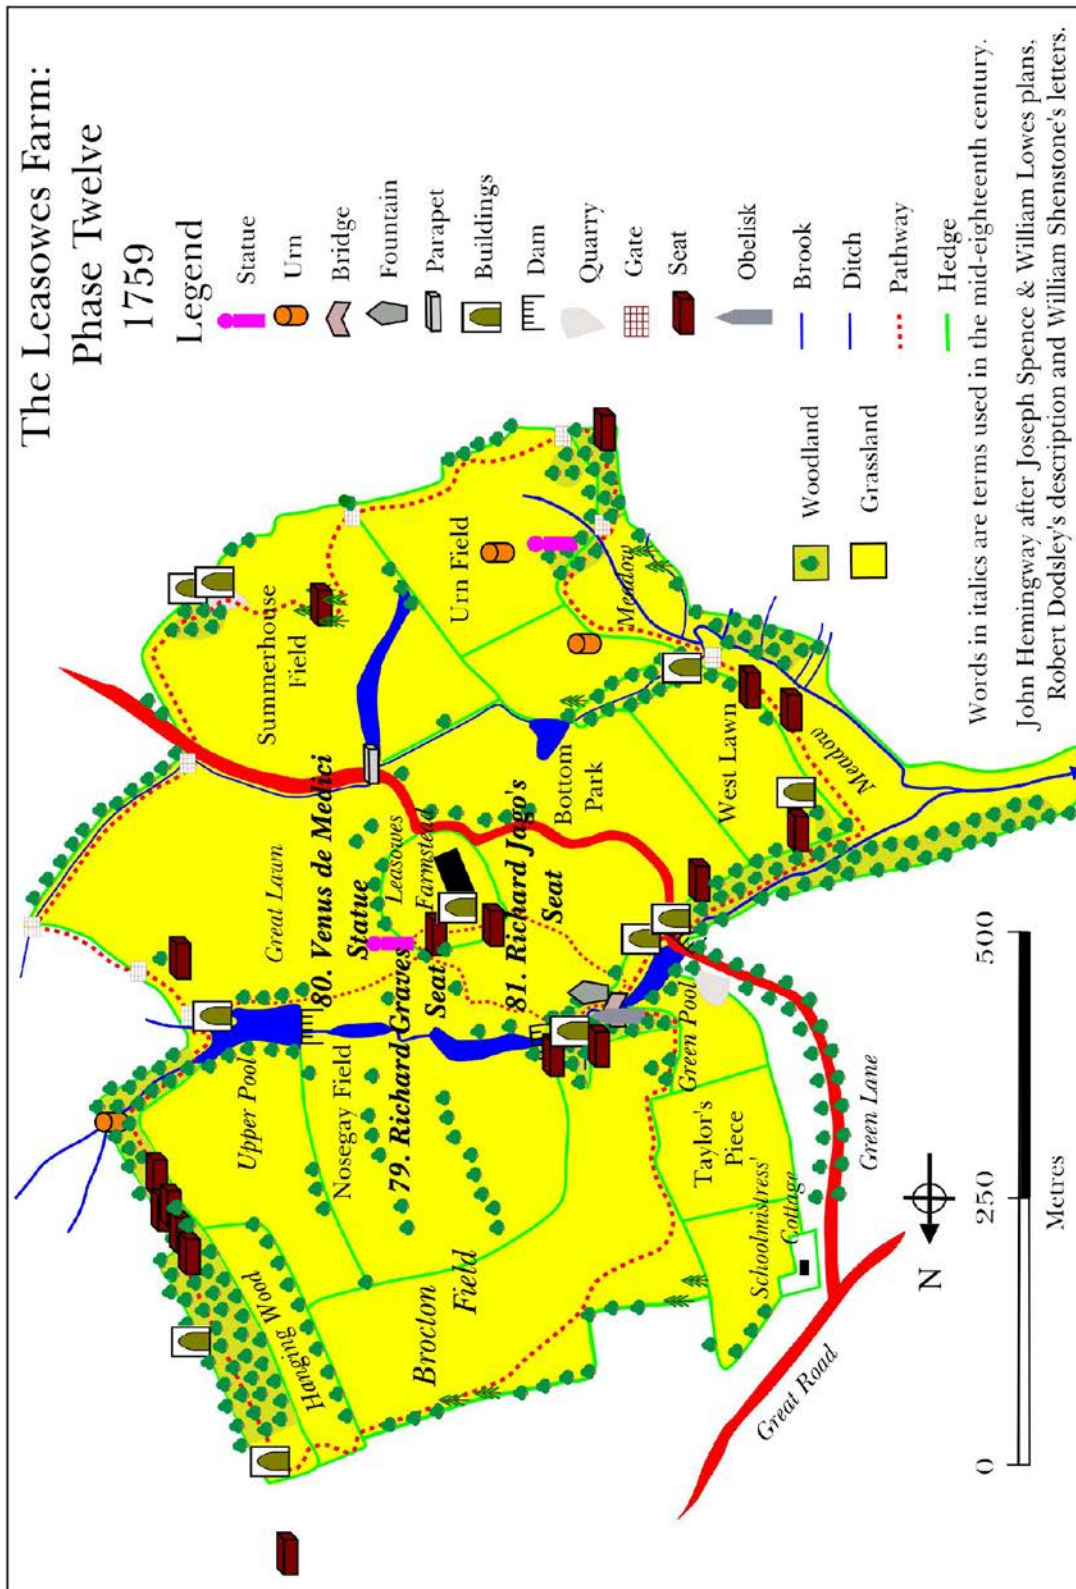 The Leasowes Farm:
Phase Twelve
1759
Legend
Statue
Urn
Bridge
Fountain
Parapet
Buildings
Dam
Quarry
Gate
Seat
Obelisk
Brook
Ditch
Pathway
Hedge
Woodland
Grassland
Words in italics are terms used in the mid-eighteenth century.
John Hemingway after Joseph Spence & William Lowes plans,
Robert Dodsley's description and William Shenstone's letters.
Summerhouse
Field
Urn Field
Meadow
Great Lawn
80. Venus de Medici
Statue
Leasowes
Farmstead
Bottom
Park
West Lawn
Meadow
Upper Pool
Nosegay Field
79. Richard Graves
Seat
81. Richard Jago's
Seat
Hanging Wood
Brocton
Field
Green Pool
Taylor's
Piece
Schoolmistress'
Cottage
Green Lane
Great Road
N
0
250
500
Metres